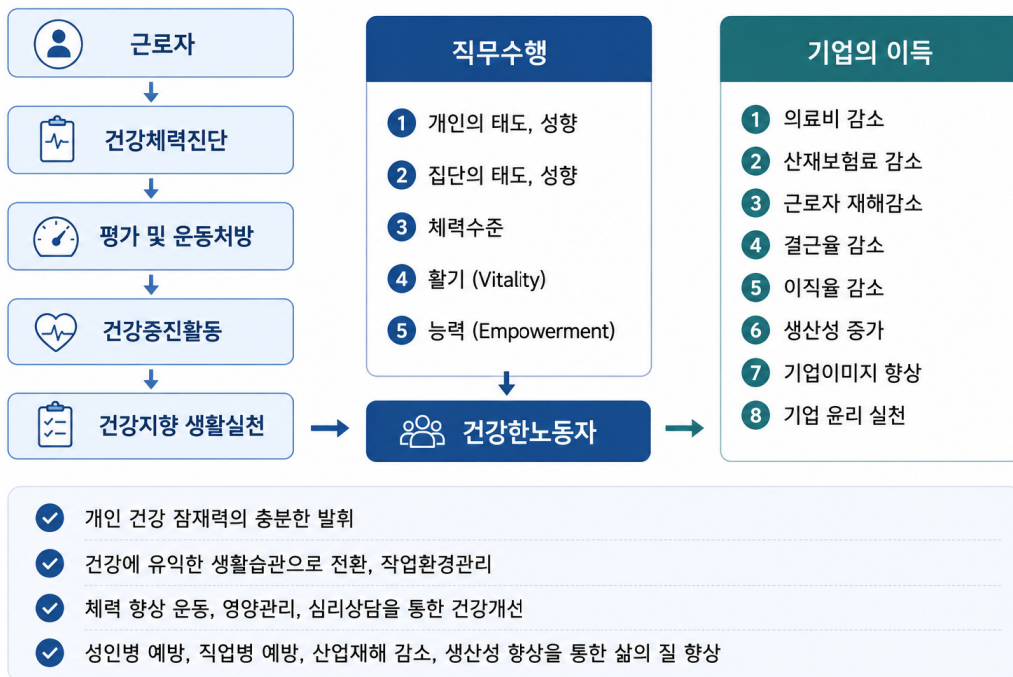 근로자
건강체력진단
평가 및 운동처방
건강증진활동
건강지향 생활실천
직무수행
1 개인의 태도, 성향
2 집단의 태도, 성향
3 체력수준
4 활기 (Vitality)
5 능력 (Empowerment)
건강한노동자
기업의 이득
1 의료비 감소
2 산재보험료 감소
3 근로자 재해감소
4 결근율 감소
5 이직율 감소
6 생산성 증가
7 기업이미지 향상
8 기업 윤리 실천
개인 건강 잠재력의 충분한 발휘
건강에 유익한 생활습관으로 전환, 작업환경관리
체력 향상 운동, 영양관리, 심리상담을 통한 건강개선
성인병 예방, 직업병 예방, 산업재해 감소, 생산성 향상을 통한 삶의 질 향상